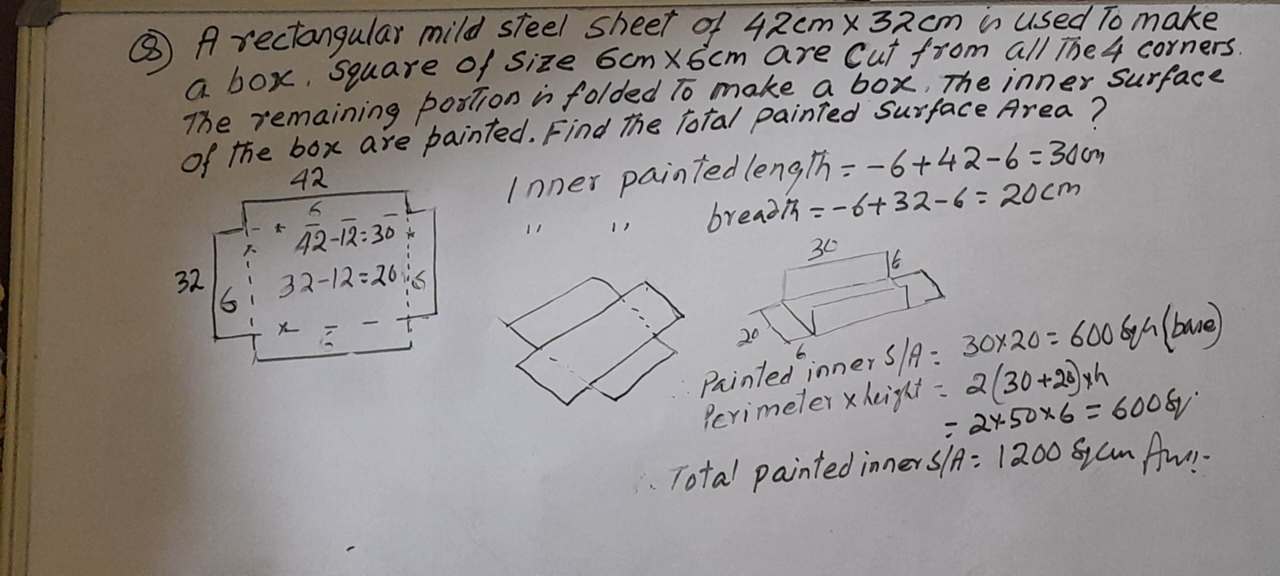 (8) A rectangular mild steel sheet of 42cm x 32cm is used To make
a box. Square of size 6cm x 6cm are cut from all The 4 corners.
The remaining portion is folded To make a box. The inner surface
of the box are painted. Find the Total painted Surface Area ?
Inner painted length = -6+42-6 = 30cm
" " breadth = -6+32-6 = 20cm
42
6
42-12=30
32
32-12=20
6
6
6
30
6
20
6
Painted inner S/A = 30x20 = 600 Sqcm (base)
Perimeter x height = 2(30+20)xh
= 2x50x6 = 600 Sq.
∴ Total painted inner S/A = 1200 Sqcm Ans.